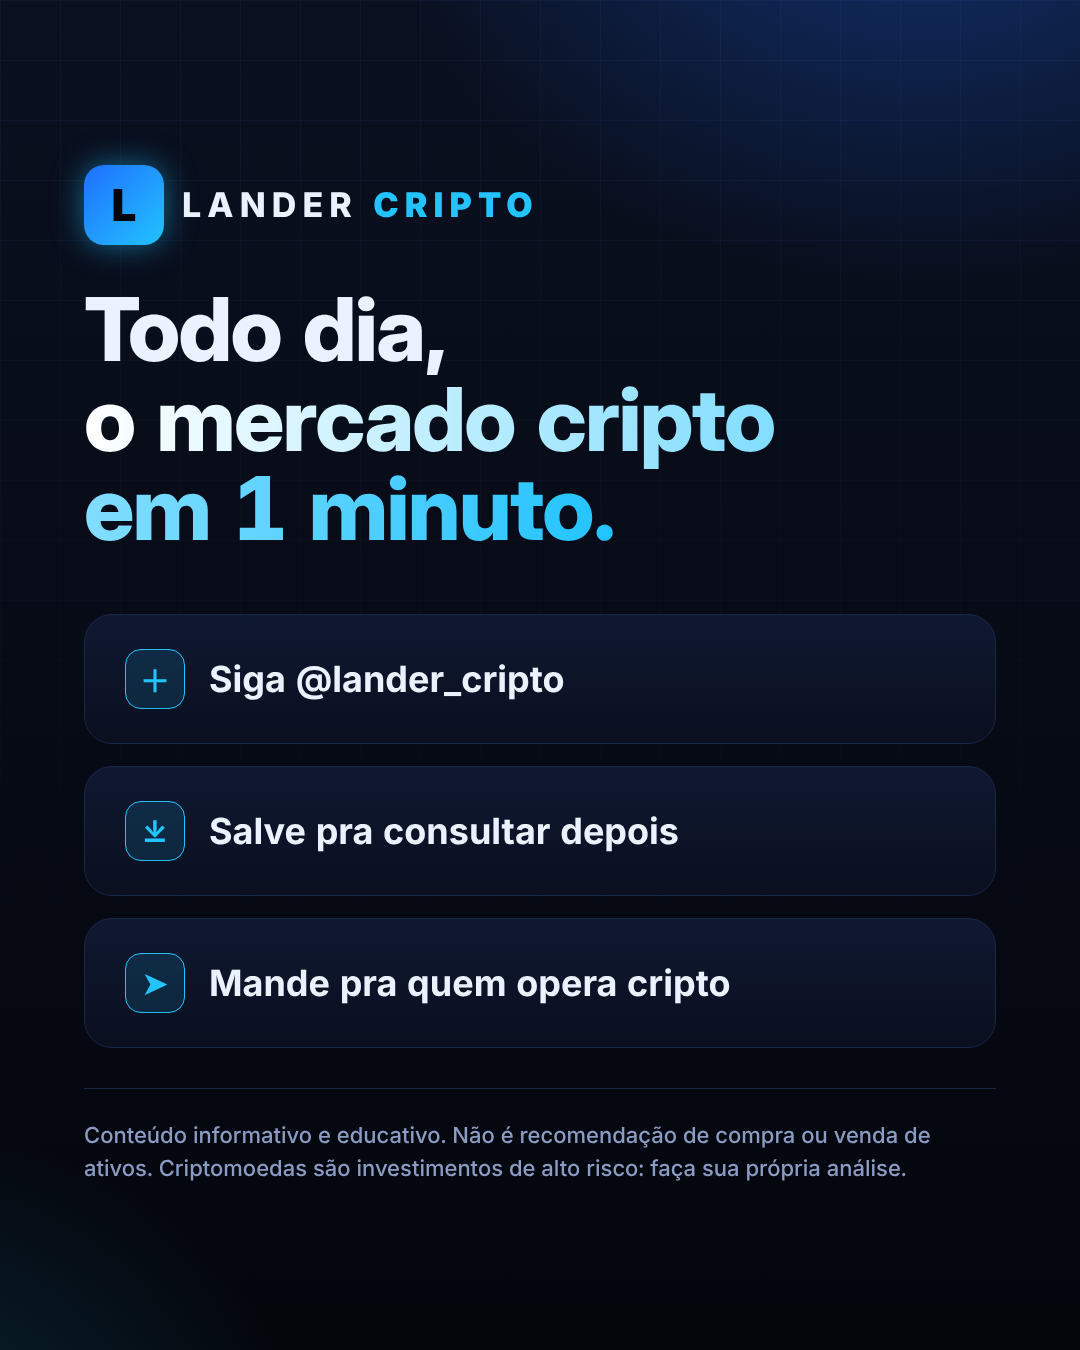 L
LANDER CRIPTO
Todo dia,
o mercado cripto
em 1 minuto.
Siga @lander_cripto
Salve pra consultar depois
Mande pra quem opera cripto
Conteúdo informativo e educativo. Não é recomendação de compra ou venda de
ativos. Criptomoedas são investimentos de alto risco: faça sua própria análise.